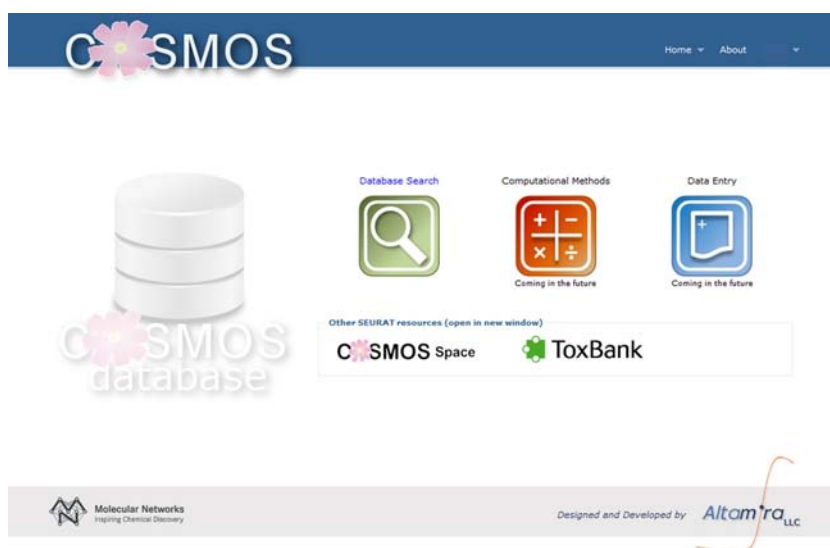 COSMOS
Home About
Database Search Computational Methods Data Entry
Coming in the future Coming in the future
Other SEURAT resources (open in new window)
COSMOS Space ToxBank
COSMOS
database
Molecular Networks
Inspiring Chemical Discovery
Designed and Developed by Altamira LLC